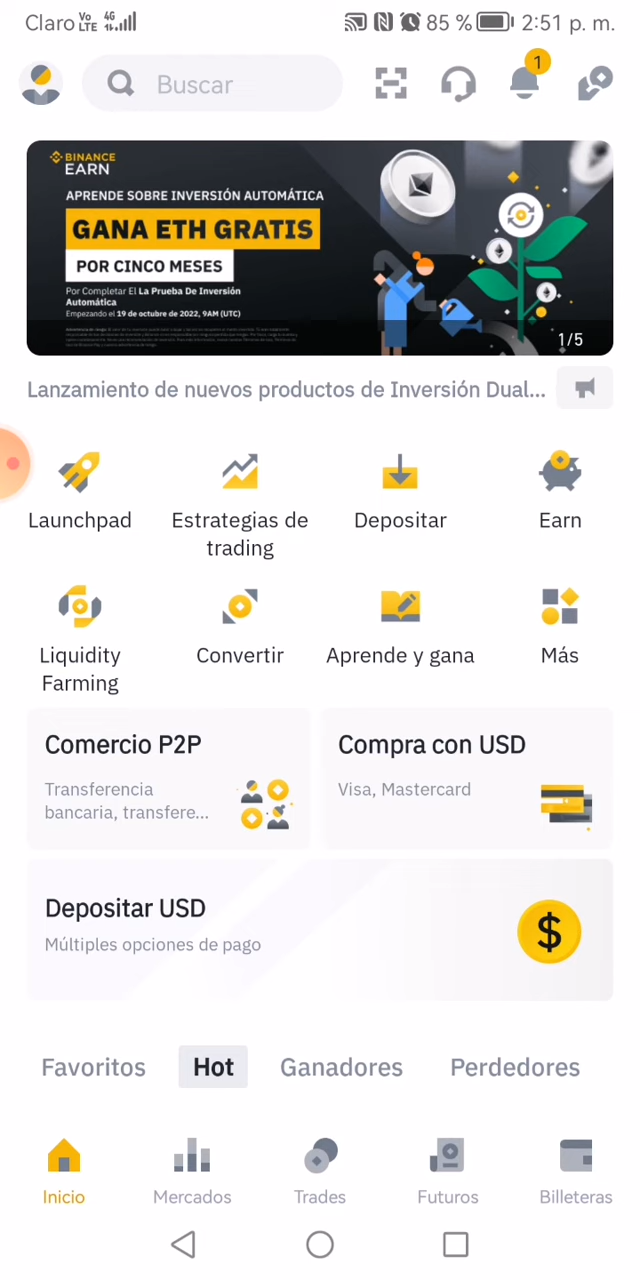 Claro Vo LTE 4G 85 % 2:51 p. m.
Buscar
1
BINANCE
EARN
APRENDE SOBRE INVERSIÓN AUTOMÁTICA
GANA ETH GRATIS
POR CINCO MESES
Por Completar El La Prueba De Inversión
Automática
Empezando el 19 de octubre de 2022, 9AM (UTC)
1/5
Lanzamiento de nuevos productos de Inversión Dual...
Launchpad
Estrategias de
trading
Depositar
Earn
Liquidity
Farming
Convertir
Aprende y gana
Más
Comercio P2P
Transferencia
bancaria, transfere...
Compra con USD
Visa, Mastercard
Depositar USD
Múltiples opciones de pago
$
Favoritos Hot Ganadores Perdedores
Inicio Mercados Trades Futuros Billeteras